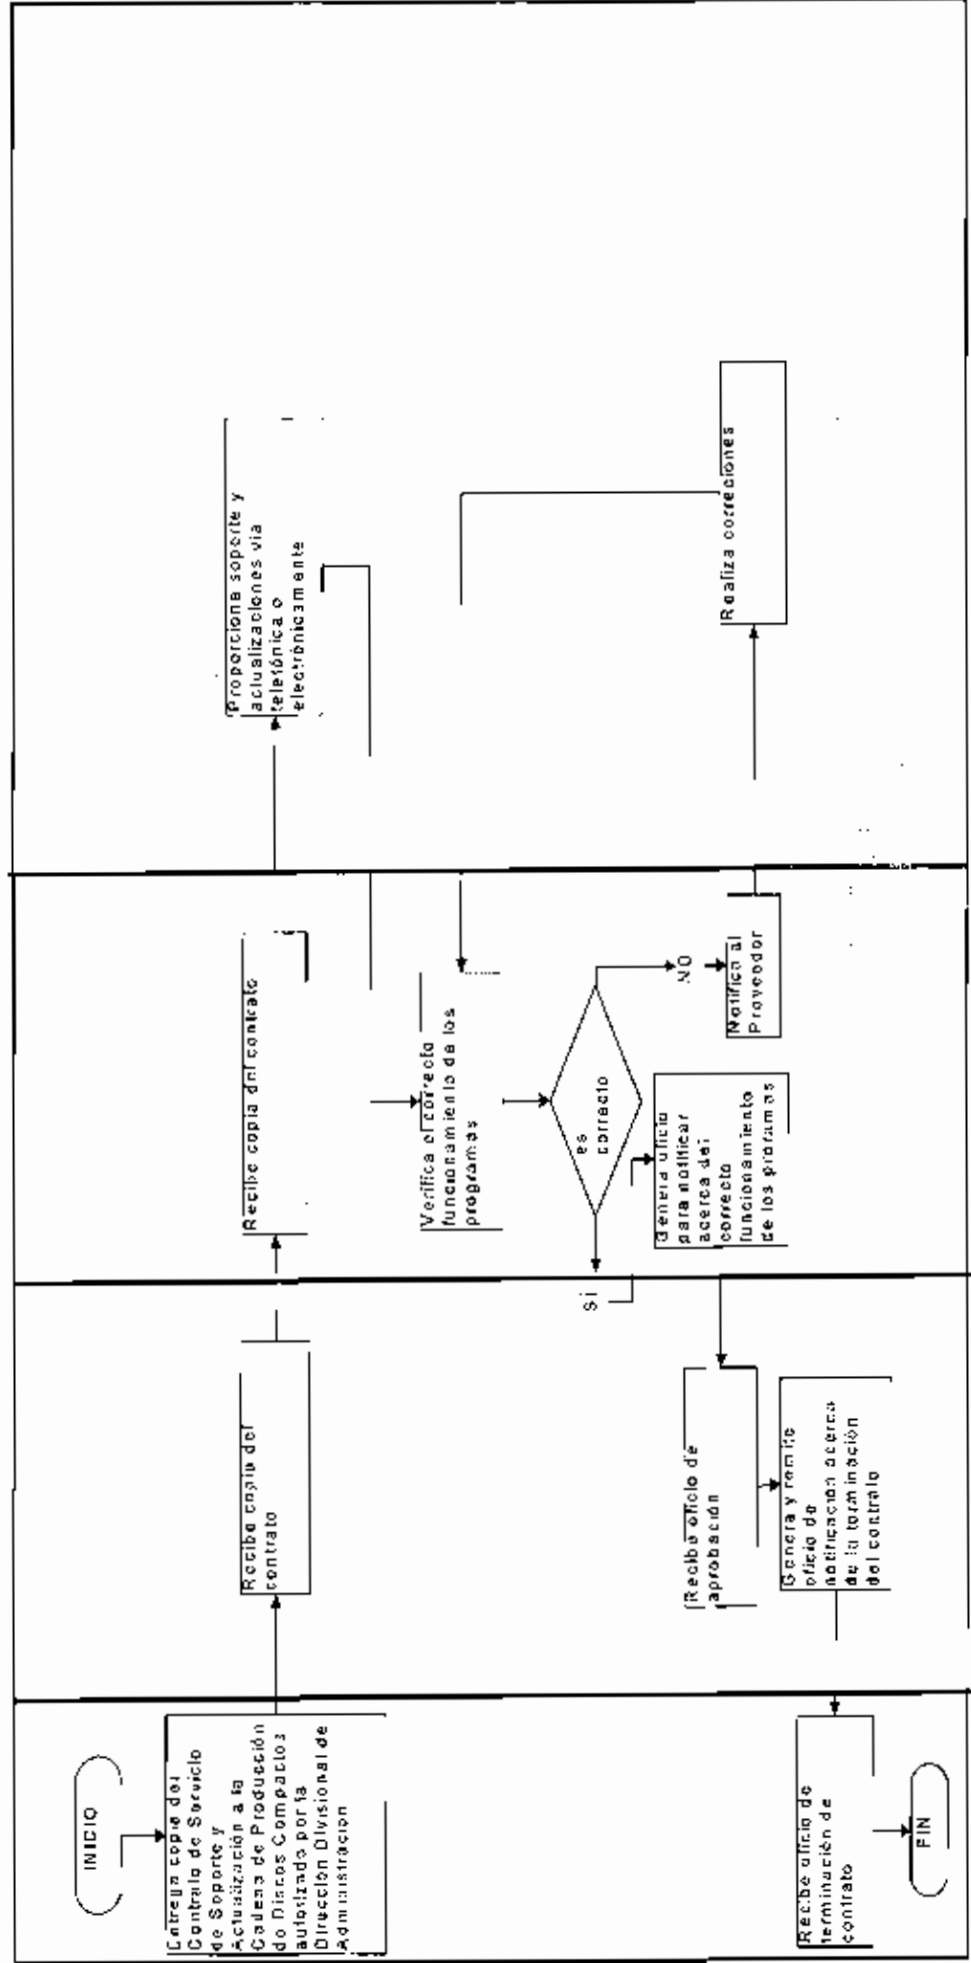 INICIO
Entrega copia del
Contrato de Servicio
de Soporte y
Actualización a la
Cadena de Producción
de Discos Compactos
autorizado por la
Dirección Divisional de
Administración
Recibe copia del
contrato
Recibe copia del contrato
Proporciona soporte y
actualizaciones via
telefónica o
electrónicamente
Verifica el correcto
funcionamiento de los
programas
es
correcto
NO
Notifica al
Proveedor
Realiza correciones
SI
Genera oficio
para notificar
acerca del
correcto
funcionamiento
de los programas
Recibe oficio de
aprobación
Genera y remite
oficio de
notificación acerca
de la terminación
del contrato
Recibe oficio de
terminación de
contrato
FIN